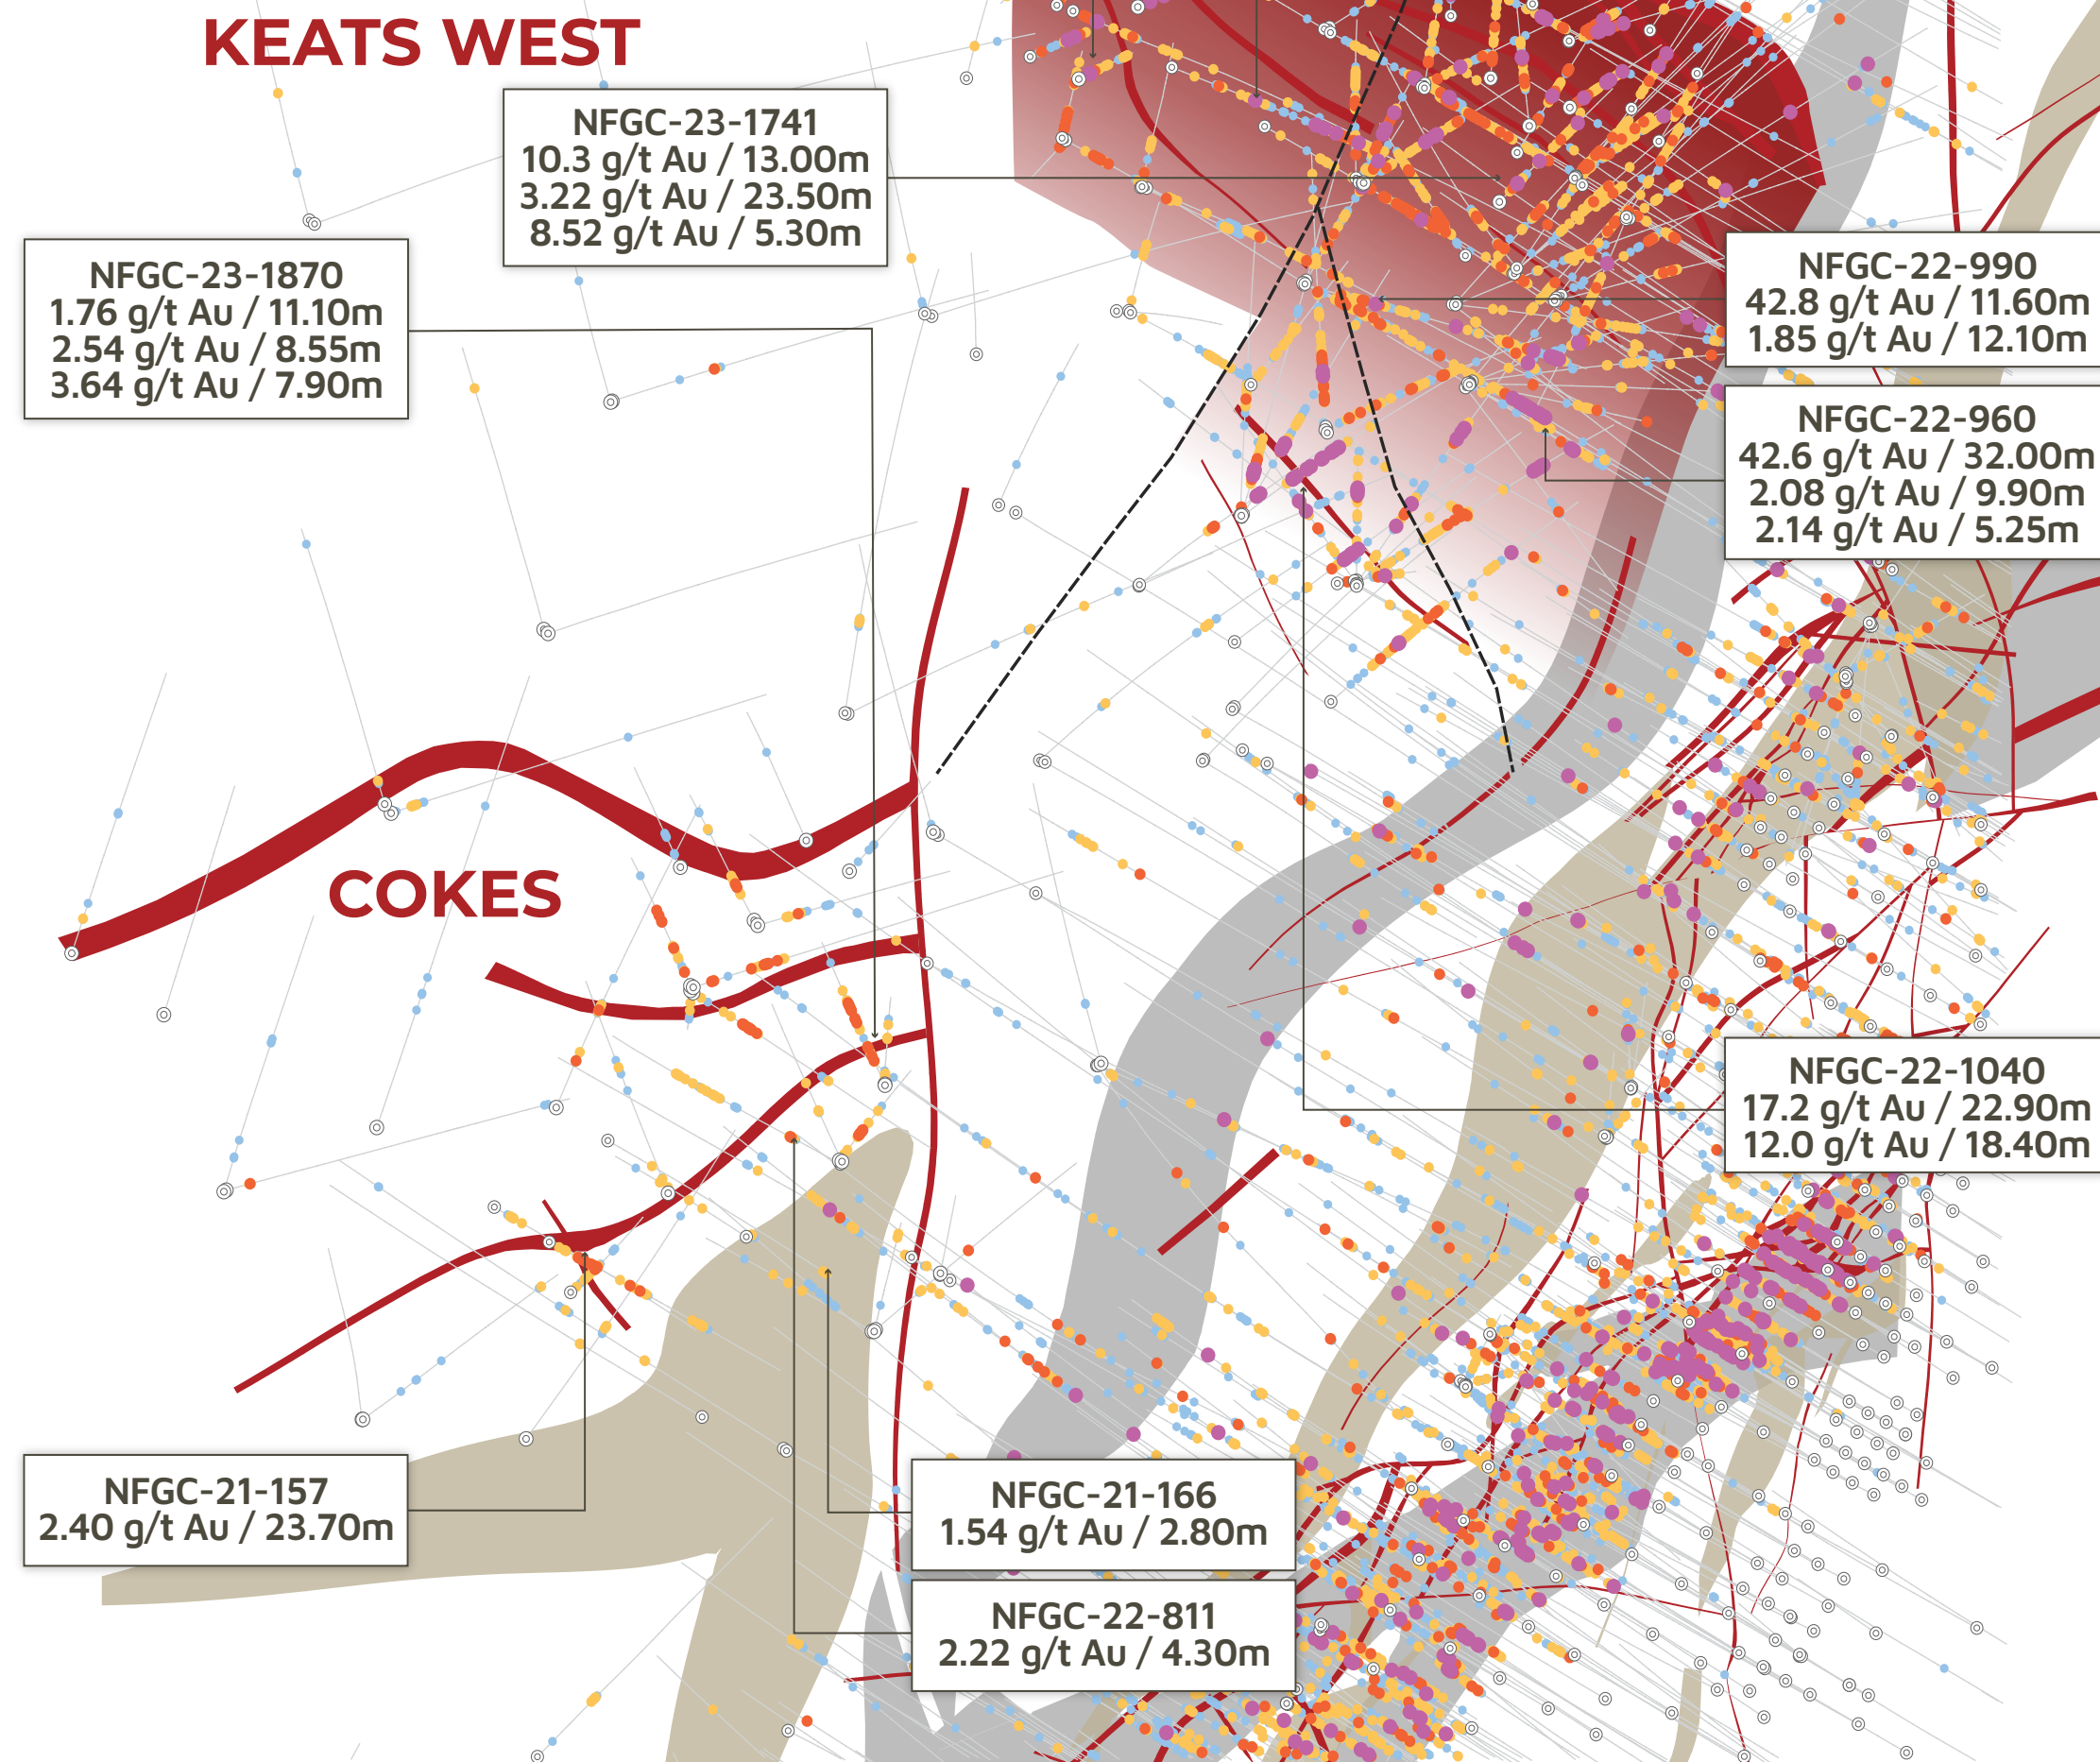 KEATS WEST
NFGC-23-1741
10.3 g/t Au / 13.00m
3.22 g/t Au / 23.50m
8.52 g/t Au / 5.30m
NFGC-23-1870
1.76 g/t Au / 11.10m
2.54 g/t Au / 8.55m
3.64 g/t Au / 7.90m
NFGC-22-990
42.8 g/t Au / 11.60m
1.85 g/t Au / 12.10m
NFGC-22-960
42.6 g/t Au / 32.00m
2.08 g/t Au / 9.90m
2.14 g/t Au / 5.25m
COKES
NFGC-22-1040
17.2 g/t Au / 22.90m
12.0 g/t Au / 18.40m
NFGC-21-157
2.40 g/t Au / 23.70m
NFGC-21-166
1.54 g/t Au / 2.80m
NFGC-22-811
2.22 g/t Au / 4.30m